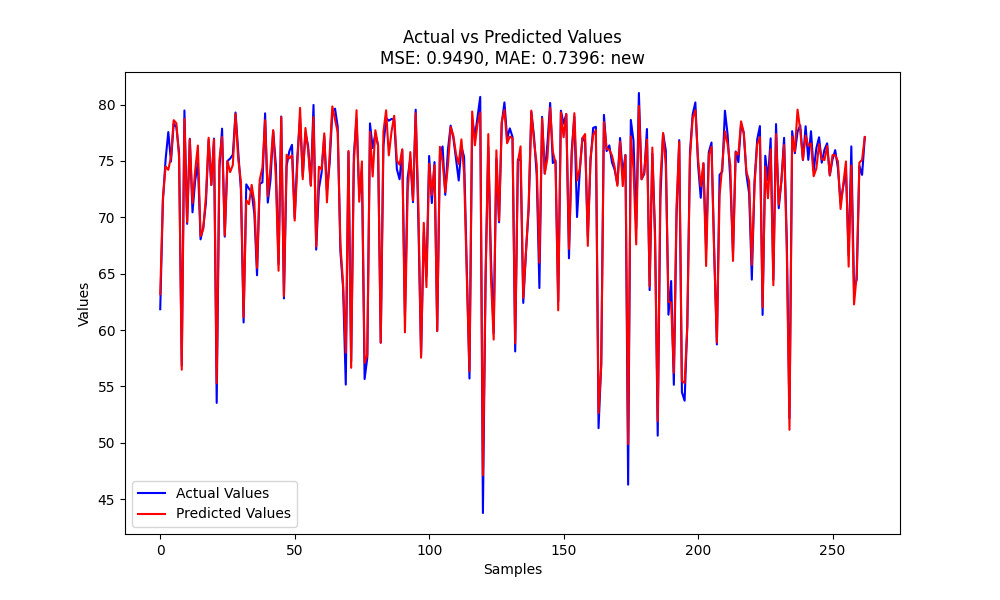 Actual vs Predicted Values
MSE: 0.9490, MAE: 0.7396: new
80
75
70
65
60
55
50
45
Values
Actual Values
Predicted Values
0 50 100 150 200 250
Samples